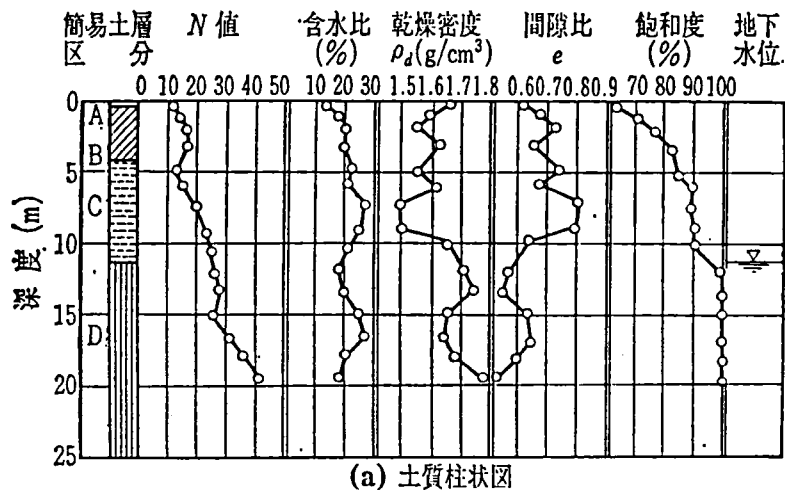 簡易土層
区 分
N 値
含水比
(%)
乾燥密度
ρd(g/cm³)
間隙比
e
飽和度
(%)
地下
水位
0 10 20 30 40 50
10 20 30
1.5 1.6 1.7 1.8
0.6 0.7 0.8 0.9
70 80 90 100
0
5
10
15
20
25
深度 (m)
A
B
C
D
(a) 土質柱状図